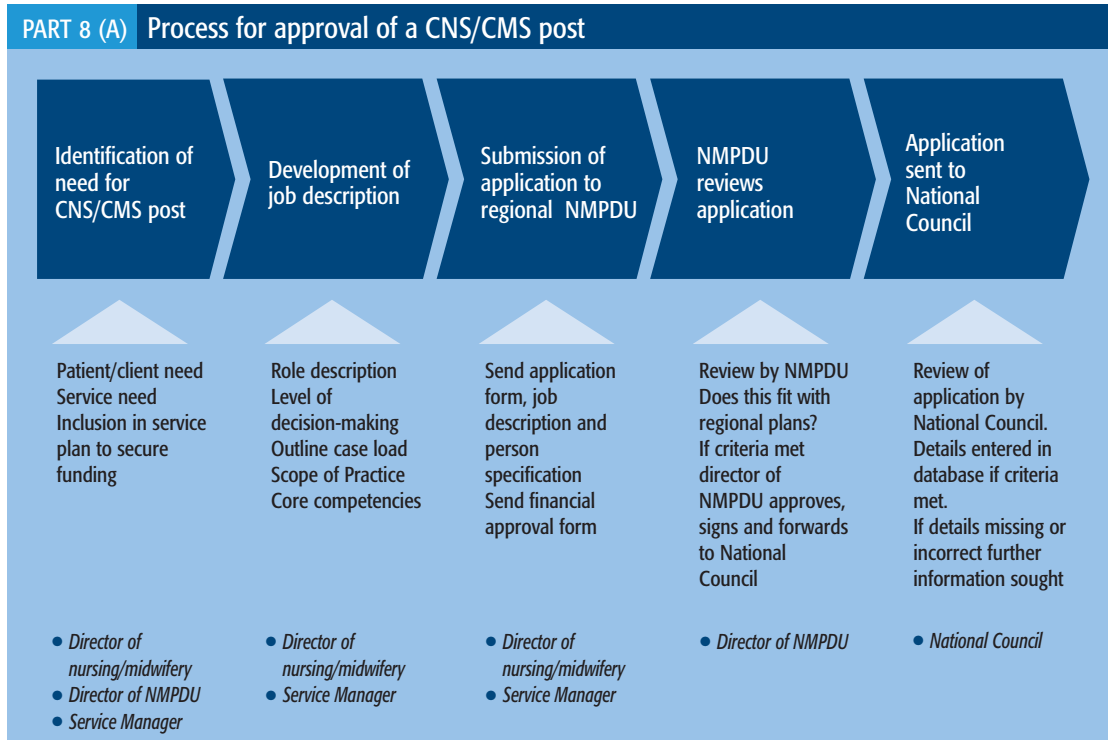 PART 8 (A) Process for approval of a CNS/CMS post
Identification of
need for
CNS/CMS post
Development of
job description
Submission of
application to
regional NMPDU
NMPDU
reviews
application
Application
sent to
National
Council
Patient/client need
Service need
Inclusion in service
plan to secure
funding
Role description
Level of
decision-making
Outline case load
Scope of Practice
Core competencies
Send application
form, job
description and
person
specification
Send financial
approval form
Review by NMPDU
Does this fit with
regional plans?
If criteria met
director of
NMPDU approves,
signs and forwards
to National
Council
Review of
application by
National Council.
Details entered in
database if criteria
met.
If details missing or
incorrect further
information sought
• Director of
nursing/midwifery
• Director of NMPDU
• Service Manager
• Director of
nursing/midwifery
• Service Manager
• Director of
nursing/midwifery
• Service Manager
• Director of NMPDU
• National Council